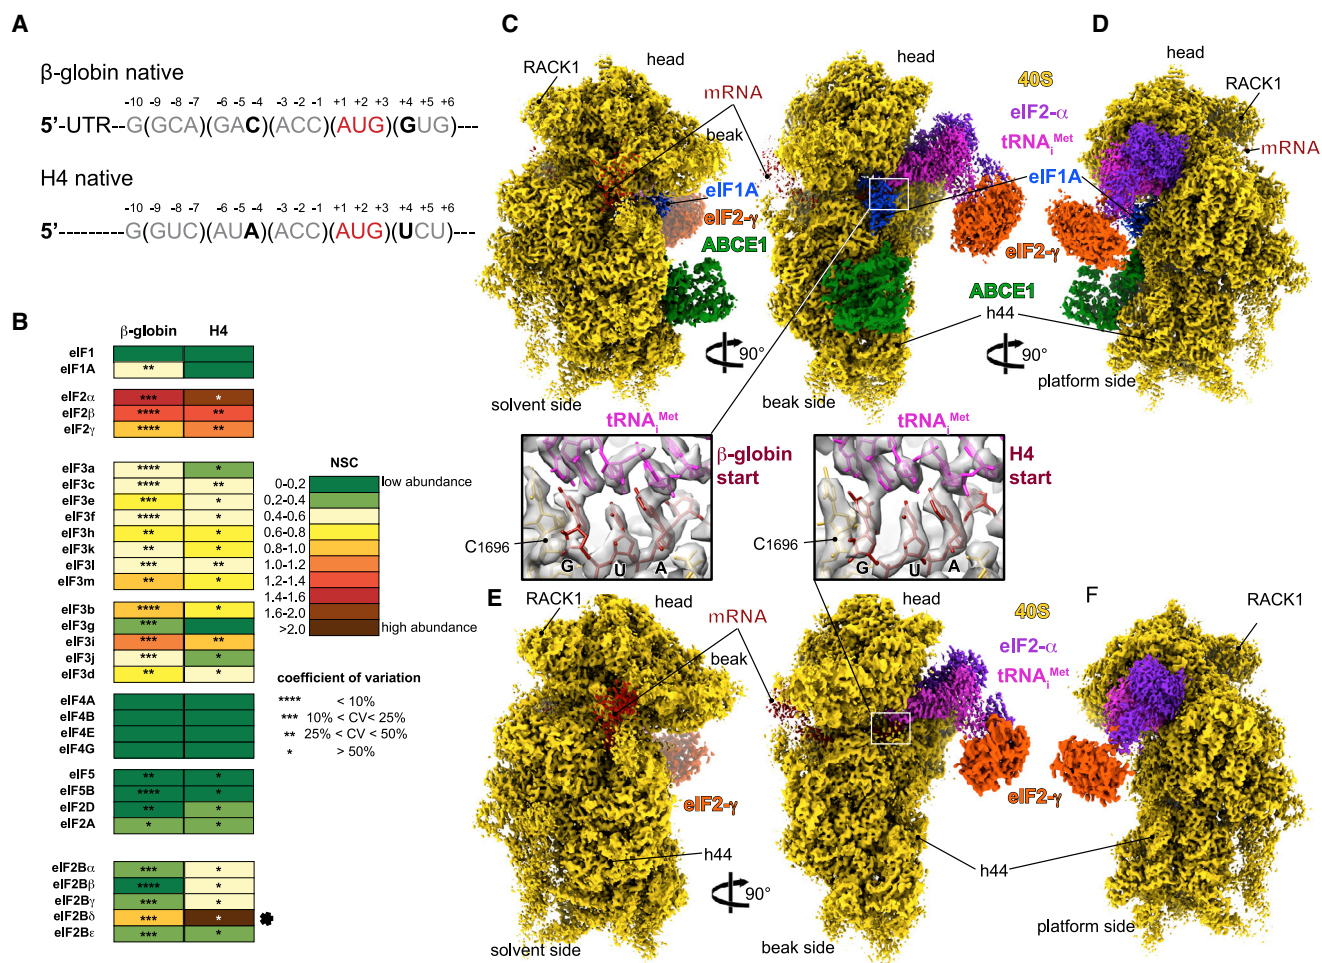 A
β-globin native
-10 -9 -8 -7 -6 -5 -4 -3 -2 -1 +1 +2 +3 +4 +5 +6
5'-UTR--G(GCA)(GAC)(ACC)(AUG)(GUG)---
H4 native
-10 -9 -8 -7 -6 -5 -4 -3 -2 -1 +1 +2 +3 +4 +5 +6
5'---------G(GUC)(AUA)(ACC)(AUG)(UCU)---
B
β-globin H4
eIF1
eIF1A **
eIF2α *** *
eIF2β **** **
eIF2γ **** **
eIF3a **** *
eIF3c **** **
eIF3e *** *
eIF3f **** *
eIF3h ** *
eIF3k ** *
eIF3l *** **
eIF3m ** *
eIF3b **** *
eIF3g ***
eIF3i *** **
eIF3j *** *
eIF3d ** *
eIF4A
eIF4B
eIF4E
eIF4G
eIF5 ** *
eIF5B **** *
eIF2D ** *
eIF2A * *
eIF2Bα *** *
eIF2Bβ **** *
eIF2Bγ *** *
eIF2Bδ *** *
eIF2Bε *** *
NSC
0-0.2 low abundance
0.2-0.4
0.4-0.6
0.6-0.8
0.8-1.0
1.0-1.2
1.2-1.4
1.4-1.6
1.6-2.0
>2.0 high abundance
coefficient of variation
**** < 10%
*** 10% < CV< 25%
** 25% < CV < 50%
* > 50%
C
RACK1
head
mRNA
beak
eIF1A
eIF2-γ
ABCE1
90°
solvent side
head
40S
eIF2-α
tRNAiMet
eIF1A
eIF2-γ
ABCE1
h44
90°
beak side
D
head
RACK1
mRNA
platform side
tRNAiMet
β-globin
start
C1696
G U A
tRNAiMet
H4
start
C1696
G U A
E
RACK1
head
mRNA
beak
eIF2-γ
h44
90°
solvent side
head
40S
eIF2-α
tRNAiMet
eIF2-γ
h44
beak side
F
RACK1
platform side